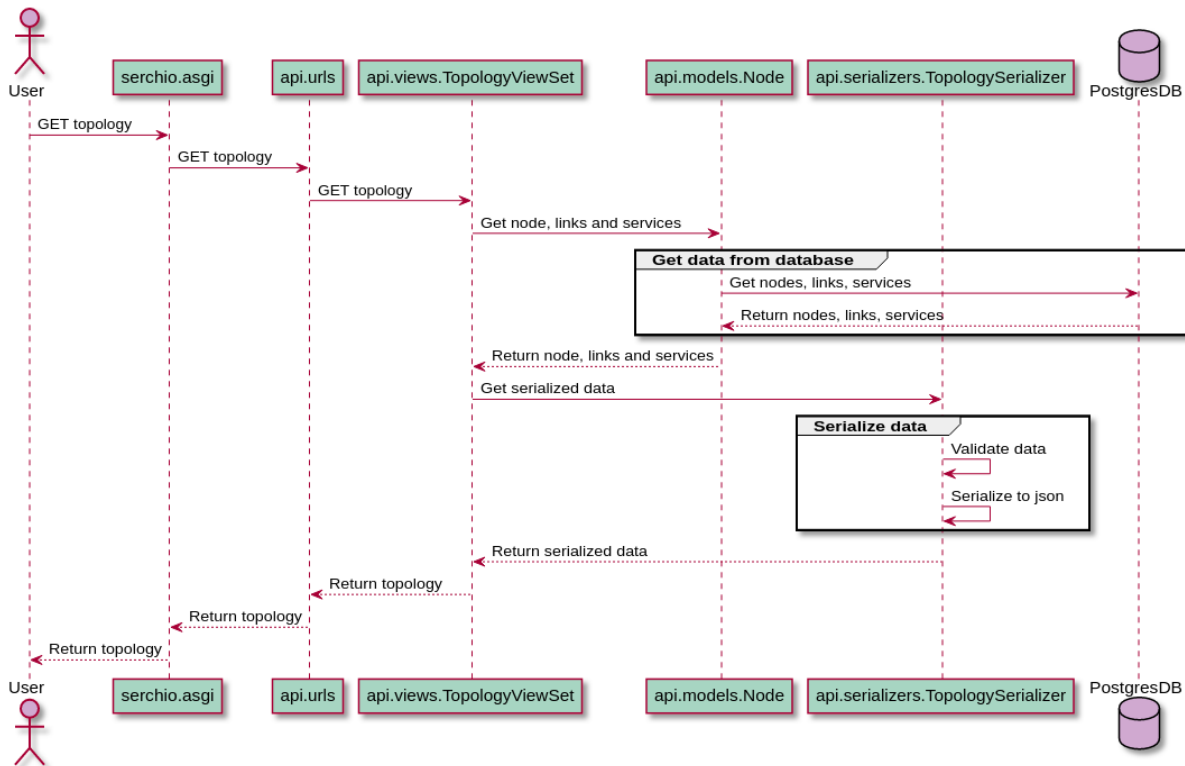 User
serchio.asgi
api.urls
api.views.TopologyViewSet
api.models.Node
api.serializers.TopologySerializer
PostgresDB
GET topology
GET topology
GET topology
Get node, links and services
Get data from database
Get nodes, links, services
Return nodes, links, services
Return node, links and services
Get serialized data
Serialize data
Validate data
Serialize to json
Return serialized data
Return topology
Return topology
Return topology
User
serchio.asgi
api.urls
api.views.TopologyViewSet
api.models.Node
api.serializers.TopologySerializer
PostgresDB